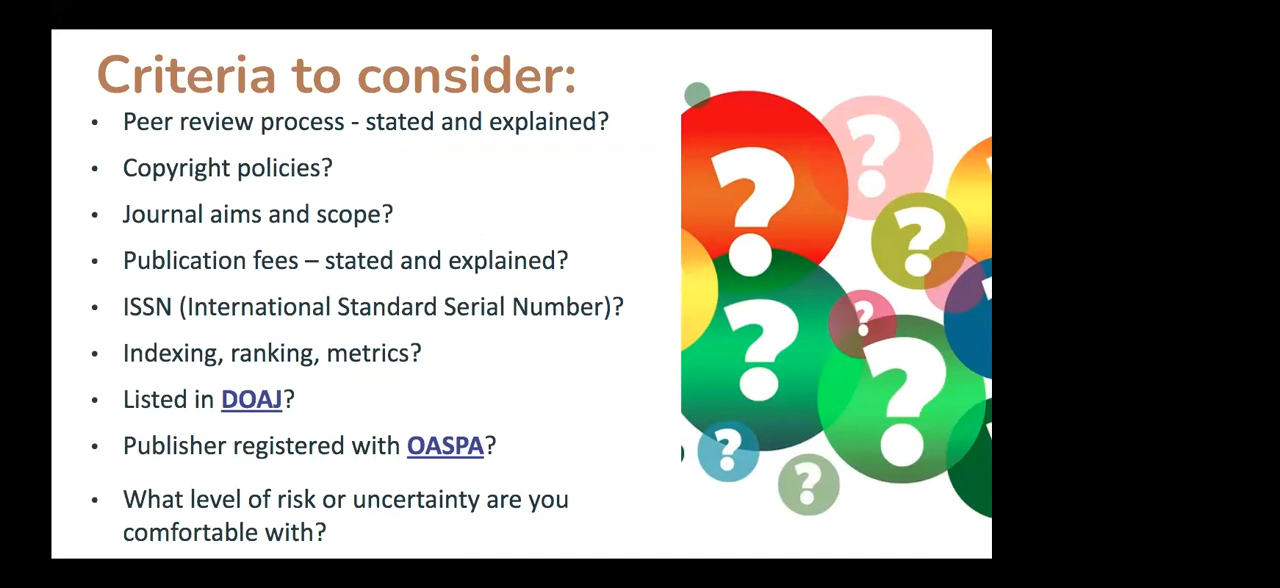 Criteria to consider:
• Peer review process - stated and explained?
• Copyright policies?
• Journal aims and scope?
• Publication fees – stated and explained?
• ISSN (International Standard Serial Number)?
• Indexing, ranking, metrics?
• Listed in DOAJ?
• Publisher registered with OASPA?
• What level of risk or uncertainty are you
comfortable with?
? ? ? ? ? ? ? ?